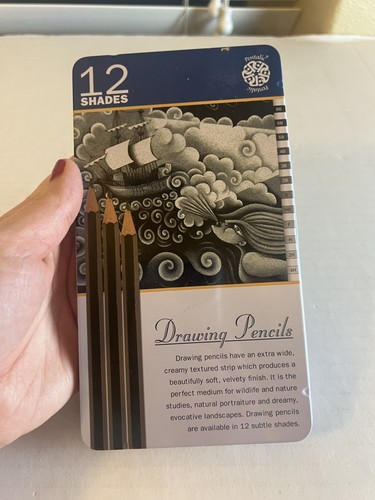 12
SHADES
Pentalic
Drawing Pencils
Drawing pencils have an extra wide,
creamy textured strip which produces a
beautifully soft, velvety finish. It is the
perfect medium for wildlife and nature
studies, natural portraiture and dreamy,
evocative landscapes. Drawing pencils
are available in 12 subtle shades.